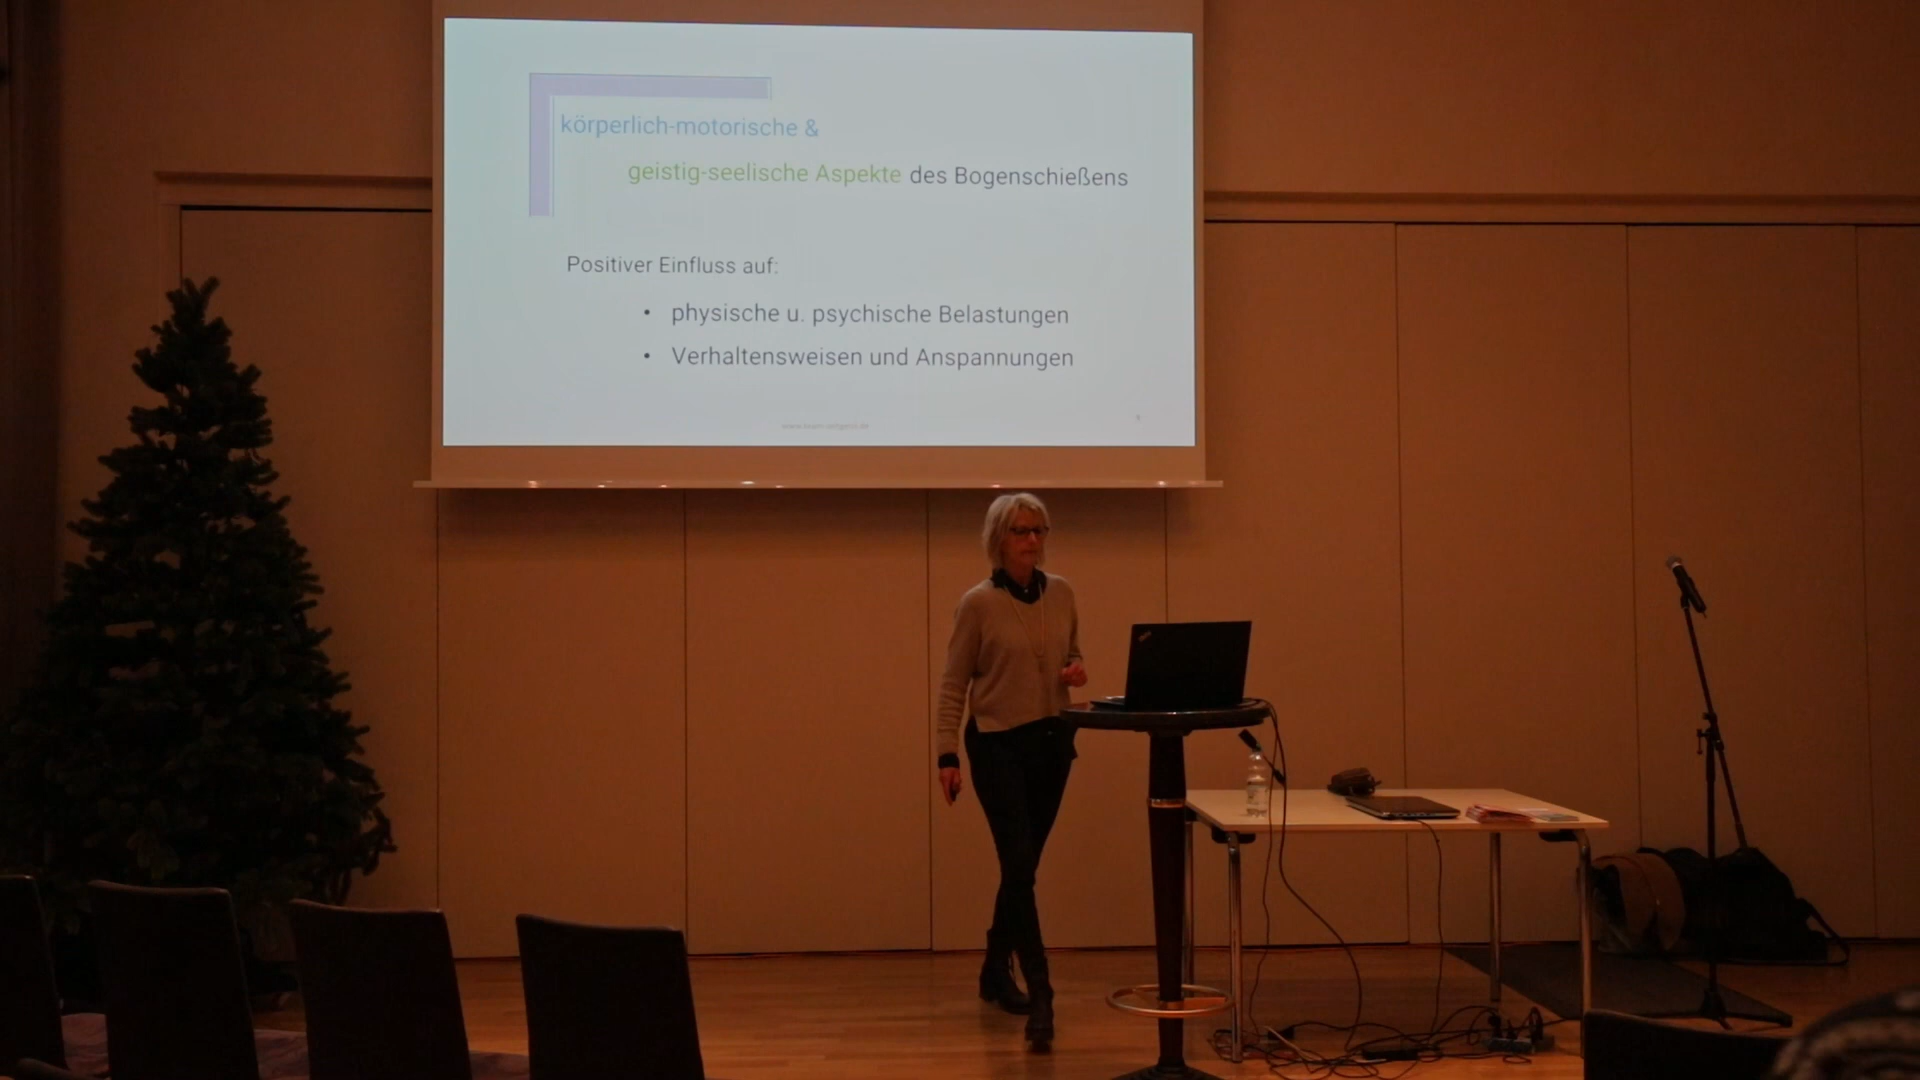 körperlich-motorische &
geistig-seelische Aspekte des Bogenschießens
Positiver Einfluss auf:
• physische u. psychische Belastungen
• Verhaltensweisen und Anspannungen